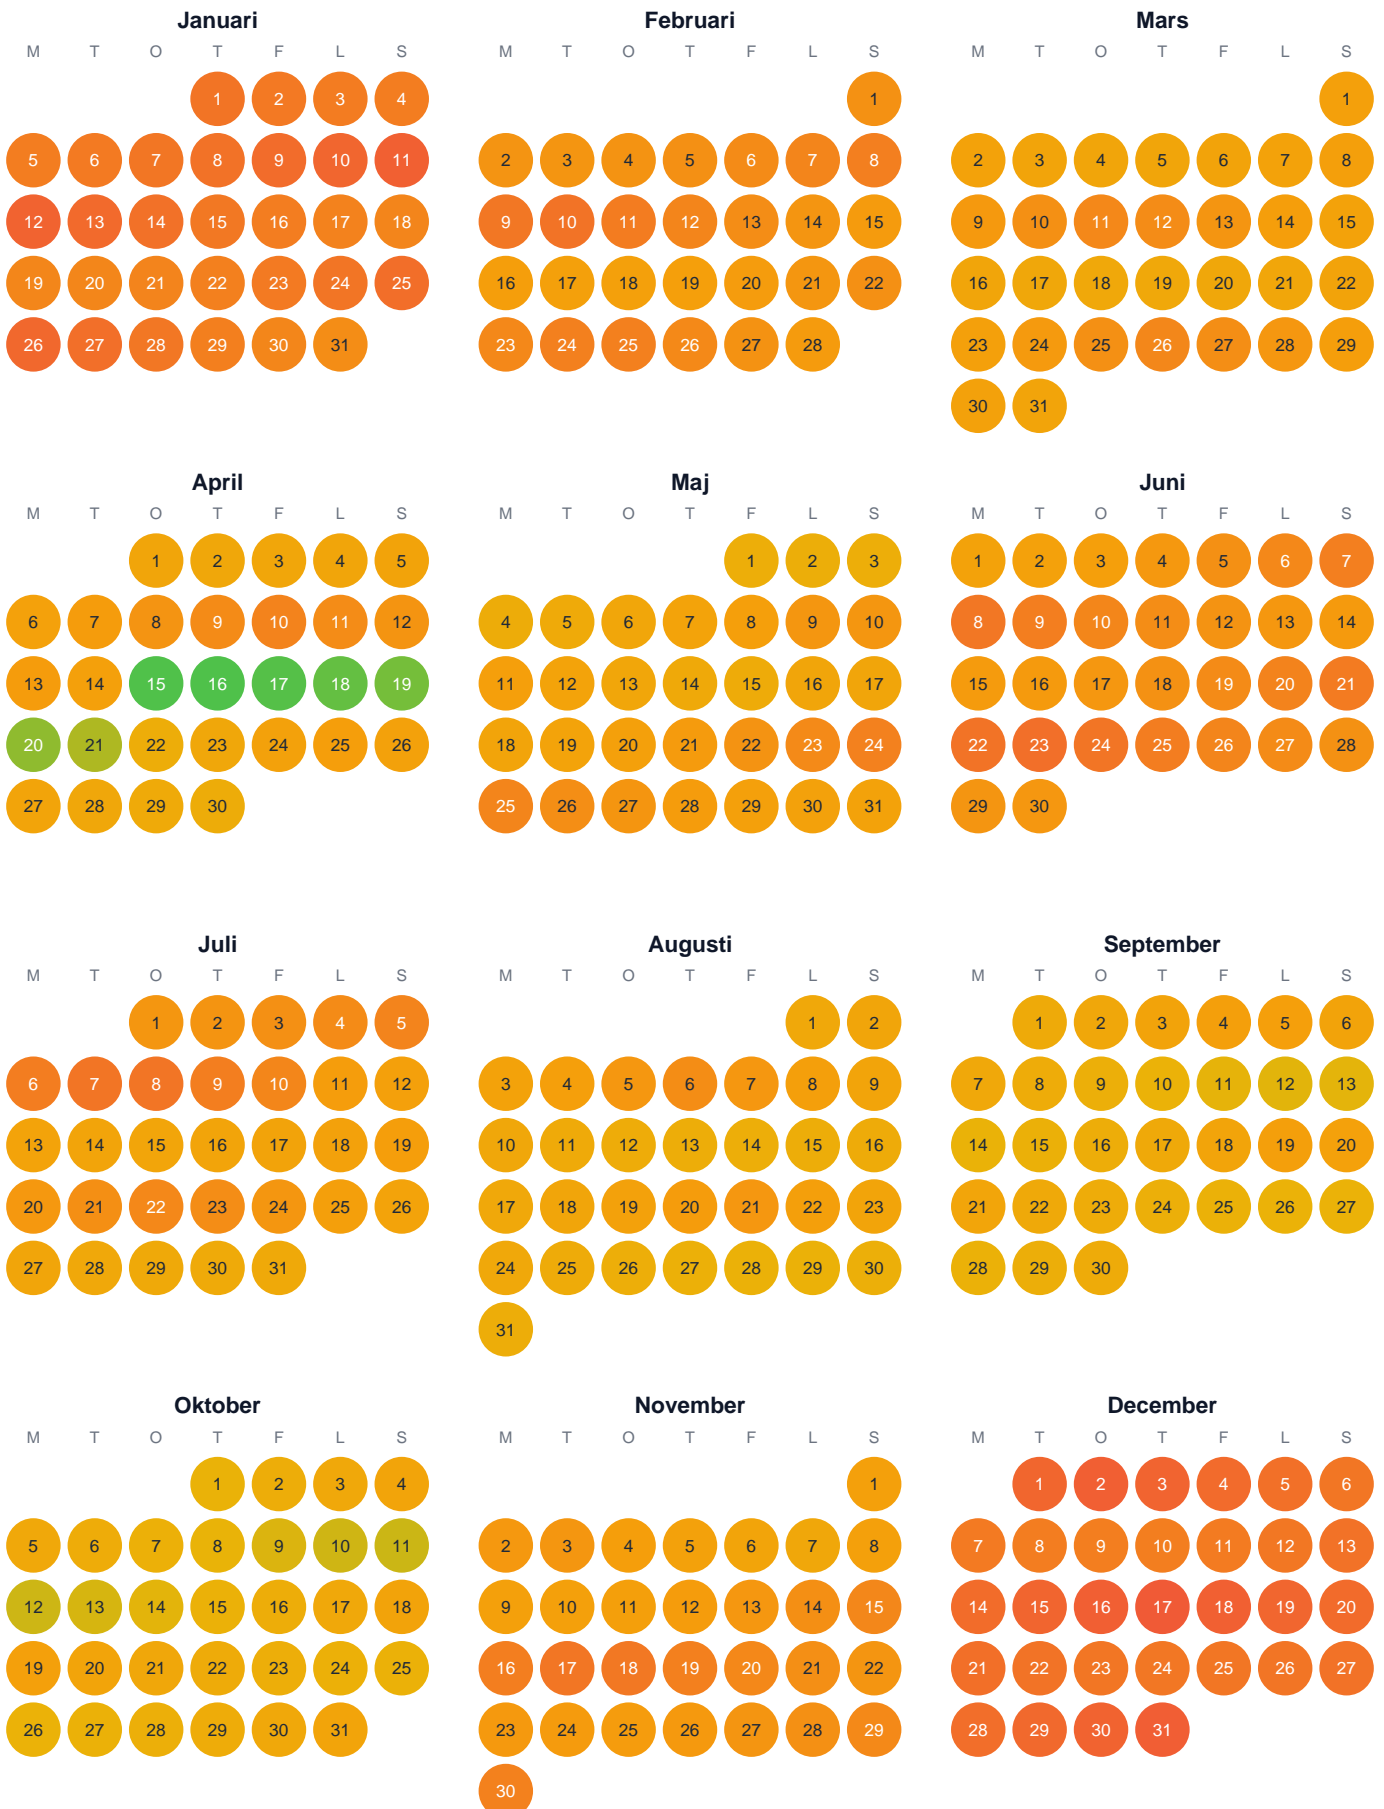 Januari Februari Mars
M T O T F L S M T O T F L S M T O T F L S
1 2 3 4 1 1
5 6 7 8 9 10 11 2 3 4 5 6 7 8 2 3 4 5 6 7 8
12 13 14 15 16 17 18 9 10 11 12 13 14 15 9 10 11 12 13 14 15
19 20 21 22 23 24 25 16 17 18 19 20 21 22 16 17 18 19 20 21 22
26 27 28 29 30 31 23 24 25 26 27 28 23 24 25 26 27 28 29
30 31
April Maj Juni
M T O T F L S M T O T F L S M T O T F L S
1 2 3 4 5 1 2 3 1 2 3 4 5 6 7
6 7 8 9 10 11 12 4 5 6 7 8 9 10 8 9 10 11 12 13 14
13 14 15 16 17 18 19 11 12 13 14 15 16 17 15 16 17 18 19 20 21
20 21 22 23 24 25 26 18 19 20 21 22 23 24 22 23 24 25 26 27 28
27 28 29 30 25 26 27 28 29 30 31 29 30
Juli Augusti September
M T O T F L S M T O T F L S M T O T F L S
1 2 3 4 5 1 2 1 2 3 4 5 6
6 7 8 9 10 11 12 3 4 5 6 7 8 9 7 8 9 10 11 12 13
13 14 15 16 17 18 19 10 11 12 13 14 15 16 14 15 16 17 18 19 20
20 21 22 23 24 25 26 17 18 19 20 21 22 23 21 22 23 24 25 26 27
27 28 29 30 31 24 25 26 27 28 29 30 28 29 30
31
Oktober November December
M T O T F L S M T O T F L S M T O T F L S
1 2 3 4 1 1 2 3 4 5 6
5 6 7 8 9 10 11 2 3 4 5 6 7 8 7 8 9 10 11 12 13
12 13 14 15 16 17 18 9 10 11 12 13 14 15 14 15 16 17 18 19 20
19 20 21 22 23 24 25 16 17 18 19 20 21 22 21 22 23 24 25 26 27
26 27 28 29 30 31 23 24 25 26 27 28 29 28 29 30 31
30